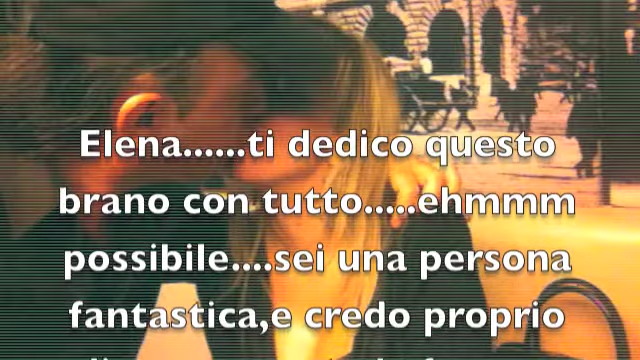 Elena......ti dedico questo
brano con tutto.....ehmmm
possibile....sei una persona
fantastica,e credo proprio